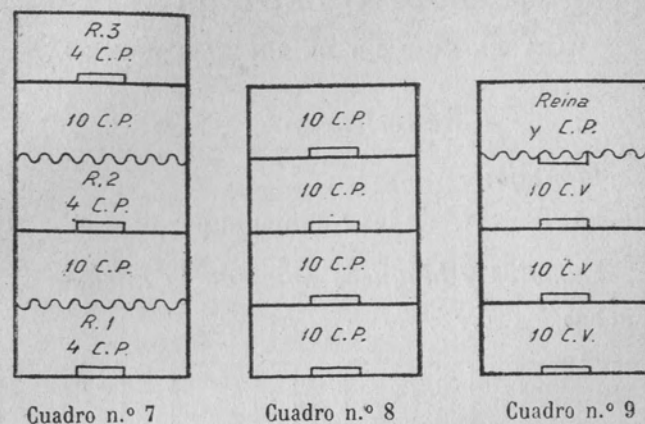 R.3
4 C.P.
10 C.P.
R.2
4 C.P.
10 C.P.
R.1
4 C.P.
Cuadro n.º 7
10 C.P.
10 C.P.
10 C.P.
10 C.P.
Cuadro n.º 8
Reina
y C.P.
10 C.V
10 C.V
10 C.V.
Cuadro n.º 9